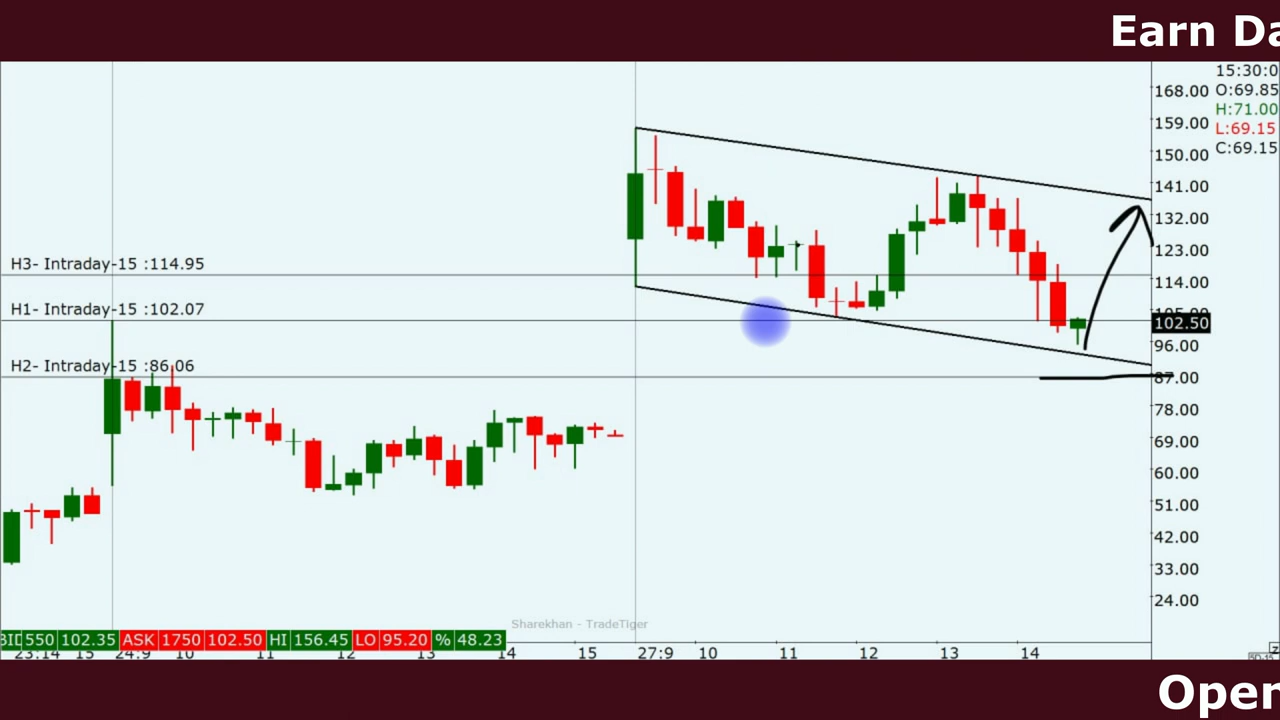 Earn Da
15:30:0
O:69.85
H:71.00
L:69.15
C:69.15
168.00
159.00
150.00
141.00
132.00
123.00
114.00
105.00
102.50
96.00
87.00
78.00
69.00
60.00
51.00
42.00
33.00
24.00
H3- Intraday-15 :114.95
H1- Intraday-15 :102.07
H2- Intraday-15 :86.06
Sharekhan - TradeTiger
BID 550 102.35 ASK 1750 102.50 HI 156.45 LO 95.20 % 48.23
23:14 15 24:9 10 11 12 13 14 15 27:9 10 11 12 13 14
Open